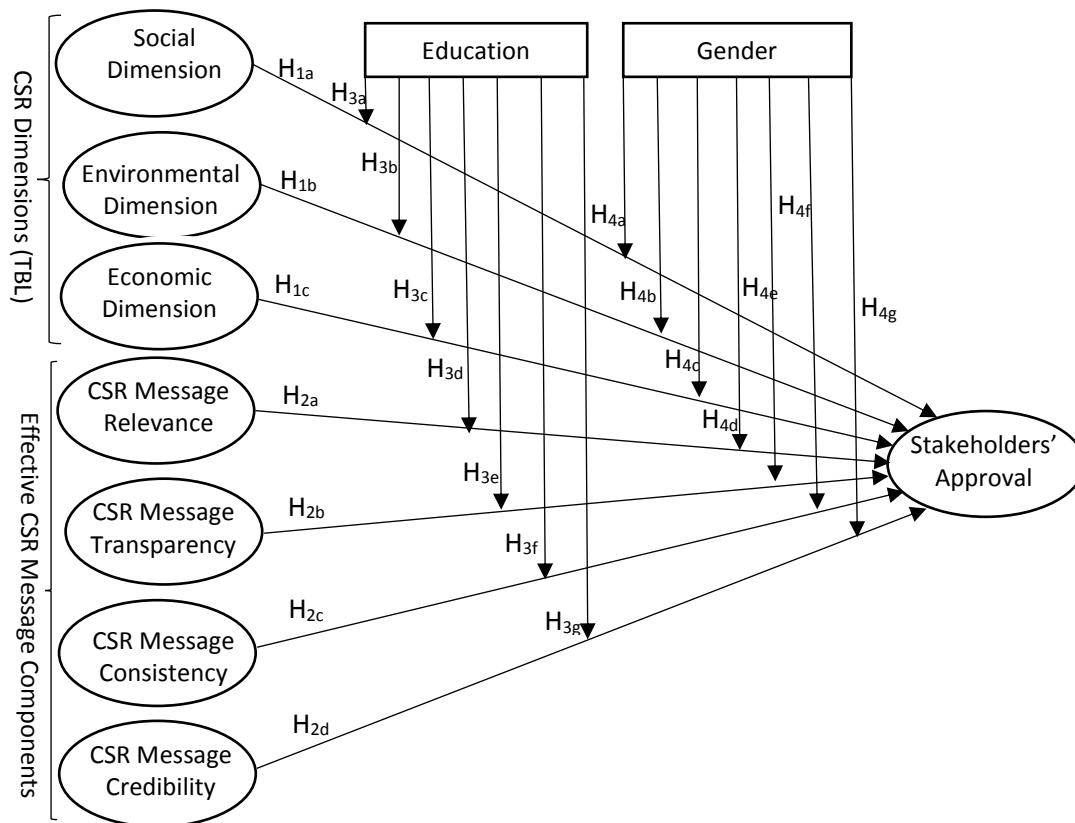 CSR Dimensions (TBL)
Effective CSR Message Components
Social
Dimension
Environmental
Dimension
Economic
Dimension
CSR Message
Relevance
CSR Message
Transparency
CSR Message
Consistency
CSR Message
Credibility
Education
Gender
H1a
H3a
H3b
H1b
H4a
H4f
H1c
H3c
H4b
H4e
H4g
H3d
H4c
H2a
H4d
H3e
H2b
H3f
H2c
H3g
H2d
Stakeholders’
Approval